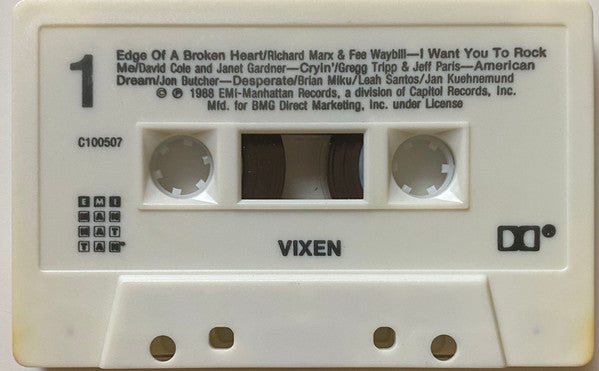 1
Edge Of A Broken Heart/Richard Marx & Fee Waybill—I Want You To Rock
Me/David Cole and Janet Gardner—Cryin'/Gregg Tripp & Jeff Paris—American
Dream/Jon Butcher—Desperate/Brian Miku/Leah Santos/Jan Kuehnemund
© ℗ 1988 EMI-Manhattan Records, a division of Capitol Records, Inc.
Mfd. for BMG Direct Marketing, Inc. under License
C100507
EMI
MAN
HAT
TAN
VIXEN